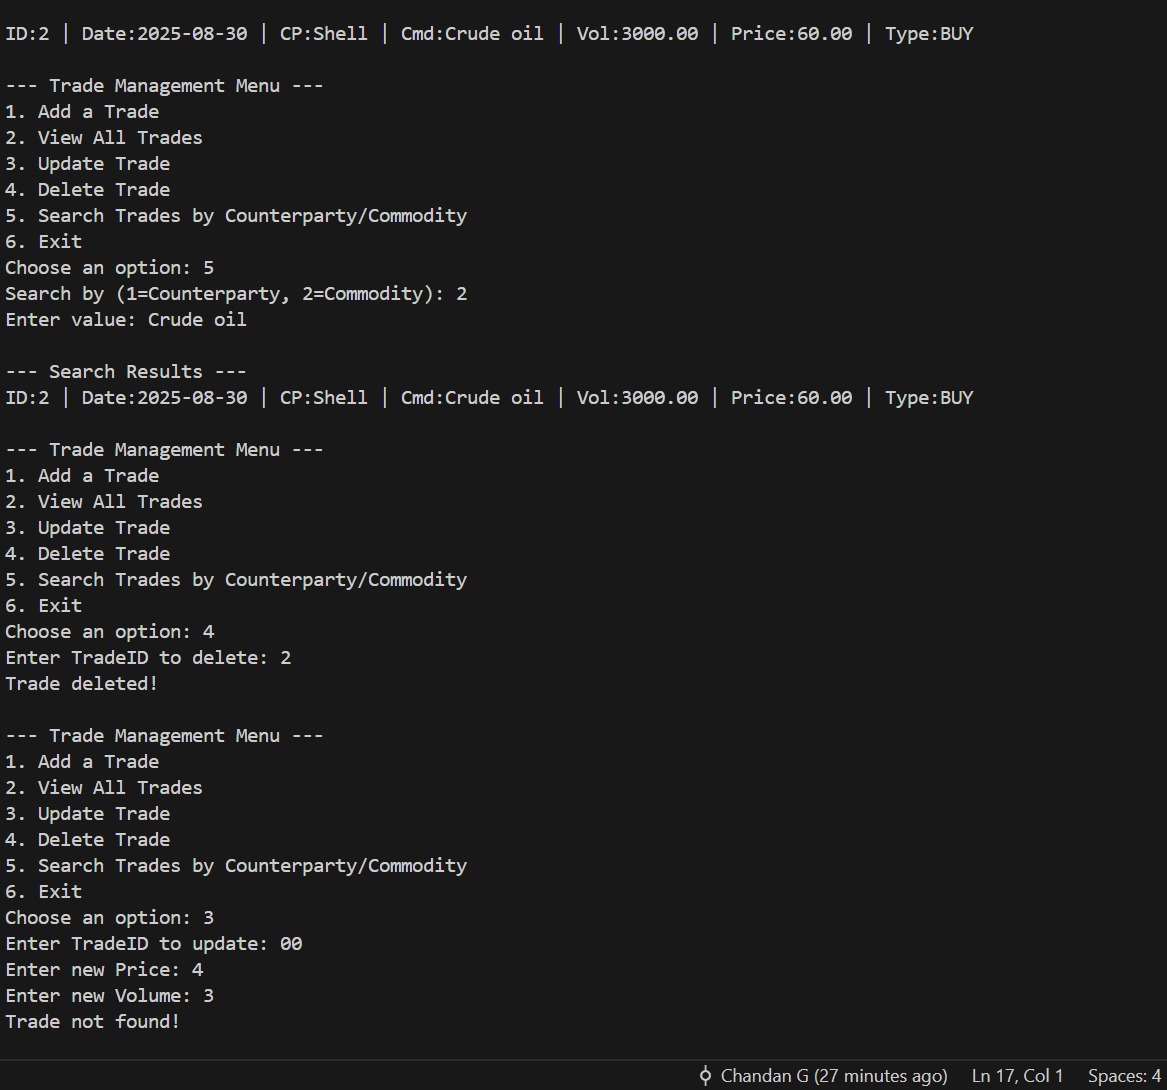 ID:2 | Date:2025-08-30 | CP:Shell | Cmd:Crude oil | Vol:3000.00 | Price:60.00 | Type:BUY
--- Trade Management Menu ---
1. Add a Trade
2. View All Trades
3. Update Trade
4. Delete Trade
5. Search Trades by Counterparty/Commodity
6. Exit
Choose an option: 5
Search by (1=Counterparty, 2=Commodity): 2
Enter value: Crude oil
--- Search Results ---
ID:2 | Date:2025-08-30 | CP:Shell | Cmd:Crude oil | Vol:3000.00 | Price:60.00 | Type:BUY
--- Trade Management Menu ---
1. Add a Trade
2. View All Trades
3. Update Trade
4. Delete Trade
5. Search Trades by Counterparty/Commodity
6. Exit
Choose an option: 4
Enter TradeID to delete: 2
Trade deleted!
--- Trade Management Menu ---
1. Add a Trade
2. View All Trades
3. Update Trade
4. Delete Trade
5. Search Trades by Counterparty/Commodity
6. Exit
Choose an option: 3
Enter TradeID to update: 00
Enter new Price: 4
Enter new Volume: 3
Trade not found!
Chandan G (27 minutes ago) Ln 17, Col 1 Spaces: 4